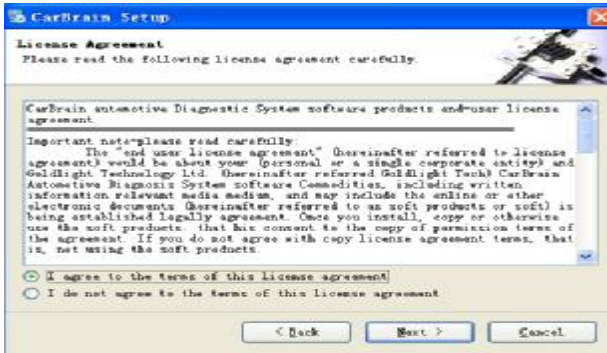 CarBrain Setup
License Agreement
Please read the following license agreement carefully.
CarBrain automotive Diagnostic System software products end-user license
agreement
Important note-please read carefully:
The "end user license agreement" (hereinafter referred to license
agreement) would be about your (personal or a single corporate entity) and
Goldlight Technology Ltd. (hereinafter referred Goldlight Tech) CarBrain
Automotive Diagnosis System software Commodities, including written
information relevant media medium, and may include the online or other
electronic documents (hereinafter referred to as soft products or soft) is
being established legally agreement. Once you install, copy or otherwise
use the soft products, that his consent to the copy of permission terms of
the agreement. If you do not agree with copy license agreement terms, that
is, not using the soft products.
I agree to the terms of this license agreement
I do not agree to the terms of this license agreement
< Back
Next >
Cancel